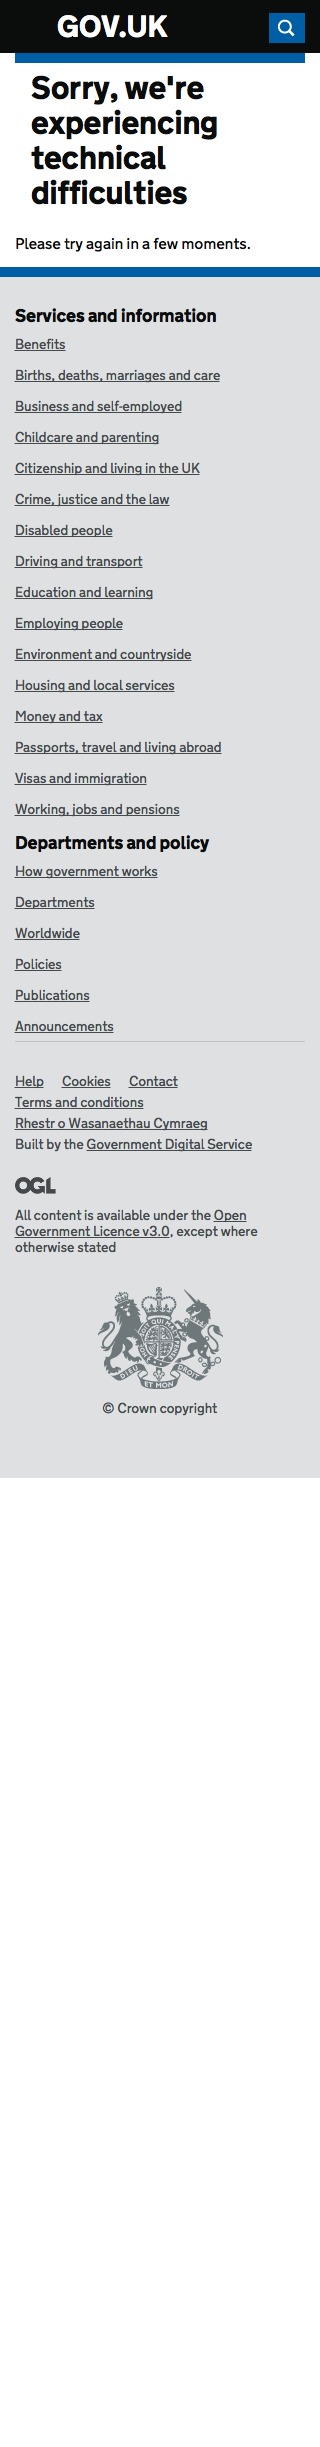 GOV.UK
Sorry, we're
experiencing
technical
difficulties
Please try again in a few moments.
Services and information
Benefits
Births, deaths, marriages and care
Business and self-employed
Childcare and parenting
Citizenship and living in the UK
Crime, justice and the law
Disabled people
Driving and transport
Education and learning
Employing people
Environment and countryside
Housing and local services
Money and tax
Passports, travel and living abroad
Visas and immigration
Working, jobs and pensions
Departments and policy
How government works
Departments
Worldwide
Policies
Publications
Announcements
Help Cookies Contact
Terms and conditions
Rhestr o Wasanaethau Cymraeg
Built by the Government Digital Service
OGL
All content is available under the Open
Government Licence v3.0, except where
otherwise stated
DIEU ET MON DROIT
© Crown copyright